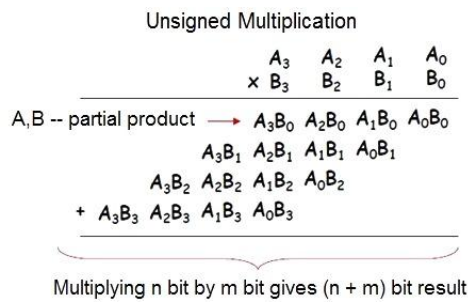 Unsigned Multiplication
A₃ A₂ A₁ A₀
x B₃ B₂ B₁ B₀
A,B -- partial product → A₃B₀ A₂B₀ A₁B₀ A₀B₀
A₃B₁ A₂B₁ A₁B₁ A₀B₁
A₃B₂ A₂B₂ A₁B₂ A₀B₂
+ A₃B₃ A₂B₃ A₁B₃ A₀B₃
Multiplying n bit by m bit gives (n + m) bit result